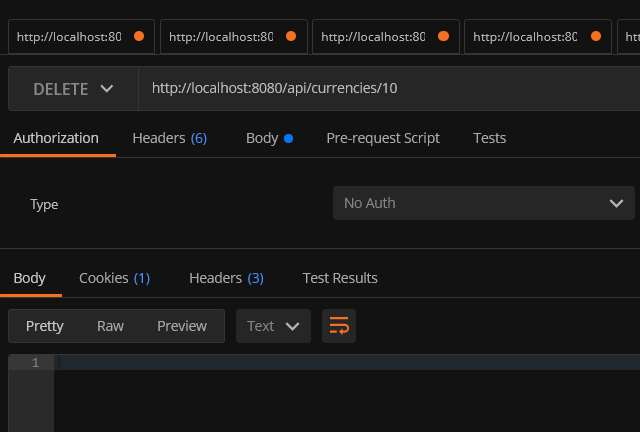 http://localhost:80 http://localhost:80 http://localhost:80 http://localhost:80 htt
DELETE http://localhost:8080/api/currencies/10
Authorization Headers (6) Body Pre-request Script Tests
Type No Auth
Body Cookies (1) Headers (3) Test Results
Pretty Raw Preview Text
1